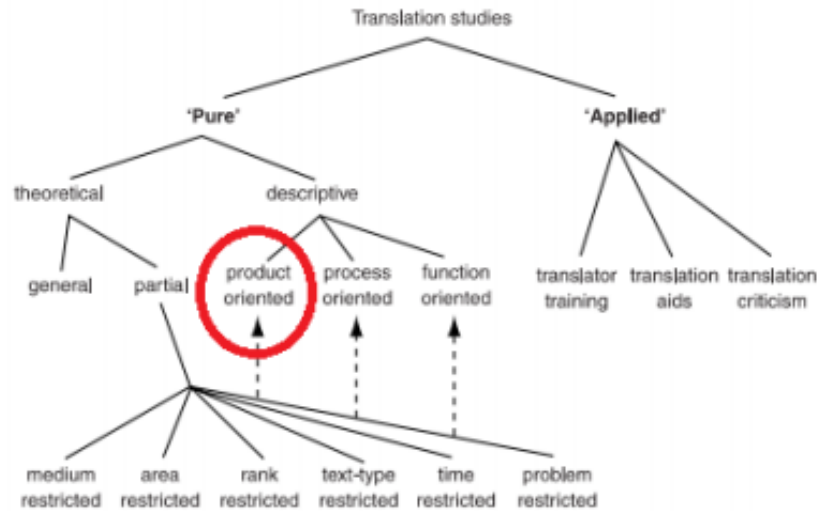 Translation studies
'Pure'
'Applied'
theoretical
descriptive
general
partial
product
oriented
process
oriented
function
oriented
translator
training
translation
aids
translation
criticism
medium
restricted
area
restricted
rank
restricted
text-type
restricted
time
restricted
problem
restricted